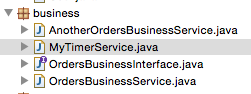 business
AnotherOrdersBusinessService.java
MyTimerService.java
OrdersBusinessInterface.java
OrdersBusinessService.java